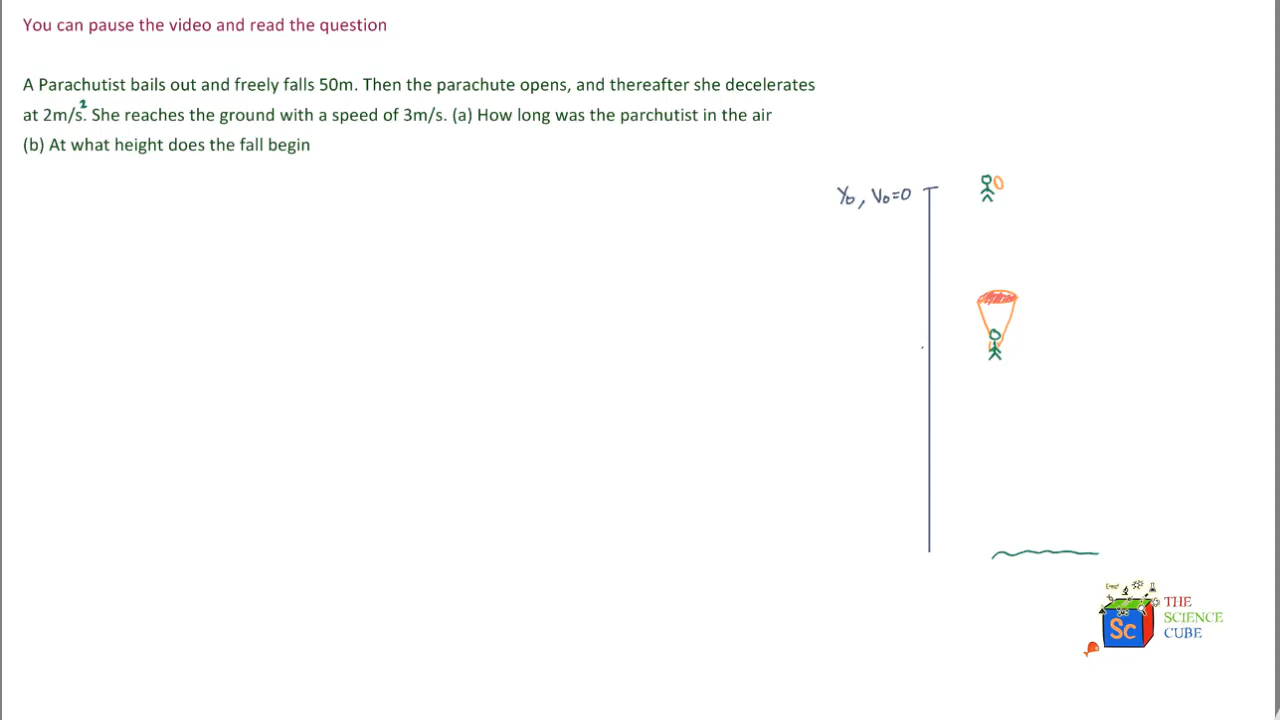 You can pause the video and read the question
A Parachutist bails out and freely falls 50m. Then the parachute opens, and thereafter she decelerates
at 2m/s². She reaches the ground with a speed of 3m/s. (a) How long was the parchutist in the air
(b) At what height does the fall begin
Y₀, V₀=0
Sc
THE
SCIENCE
CUBE